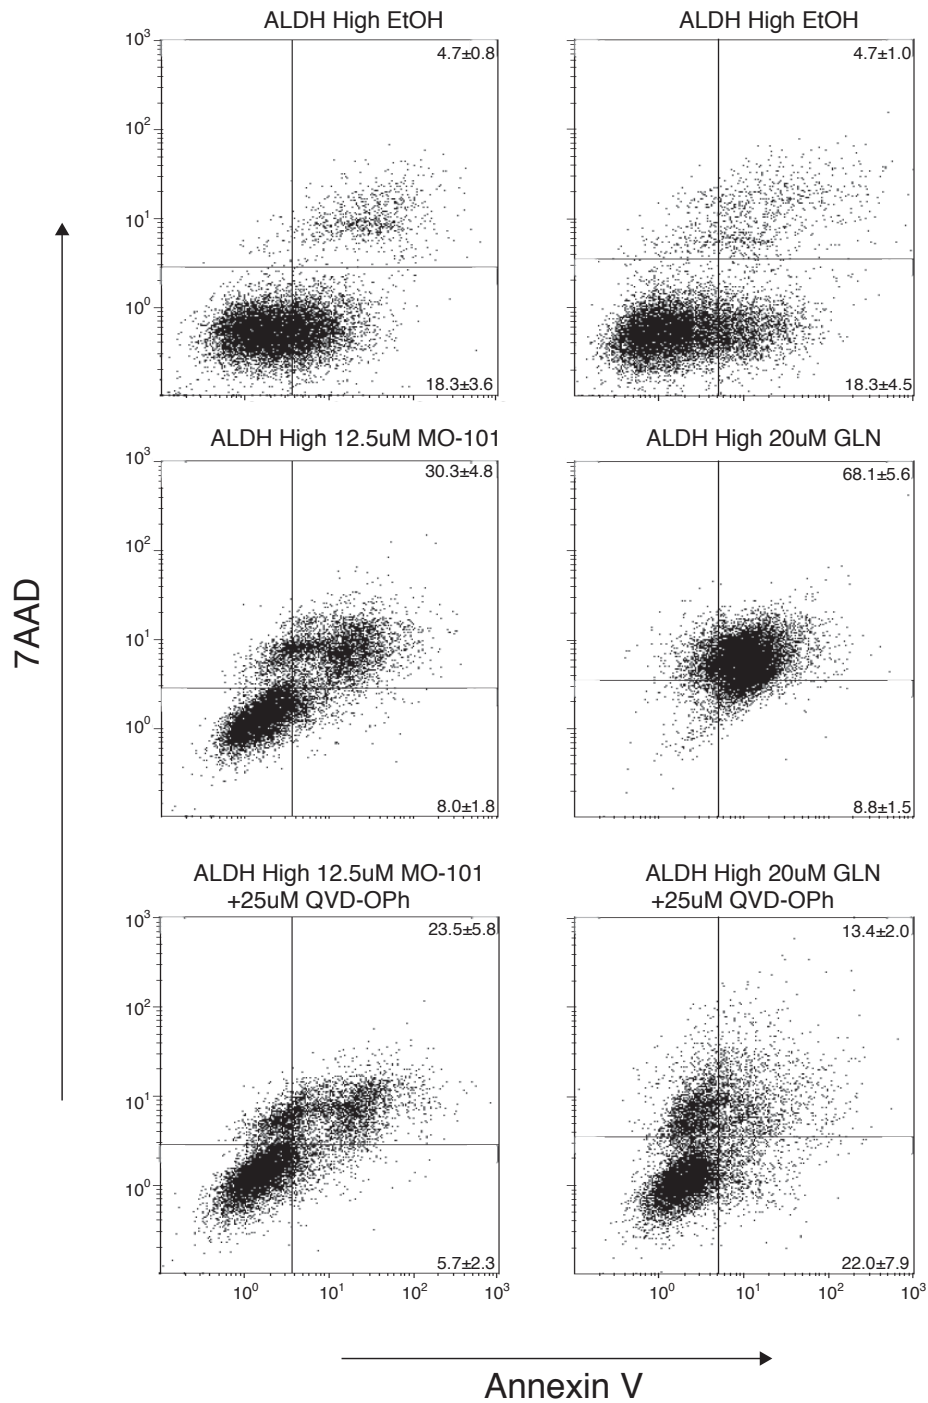 ALDH High EtOH
ALDH High EtOH
10³
4.7±0.8
4.7±1.0
10²
10¹
10⁰
18.3±3.6
18.3±4.5
ALDH High 12.5uM MO-101
ALDH High 20uM GLN
10³
30.3±4.8
68.1±5.6
10²
10¹
10⁰
8.0±1.8
8.8±1.5
7AAD
ALDH High 12.5uM MO-101
+25uM QVD-OPh
ALDH High 20uM GLN
+25uM QVD-OPh
10³
23.5±5.8
13.4±2.0
10²
10¹
10⁰
5.7±2.3
22.0±7.9
10⁰ 10¹ 10² 10³
10⁰ 10¹ 10² 10³
Annexin V